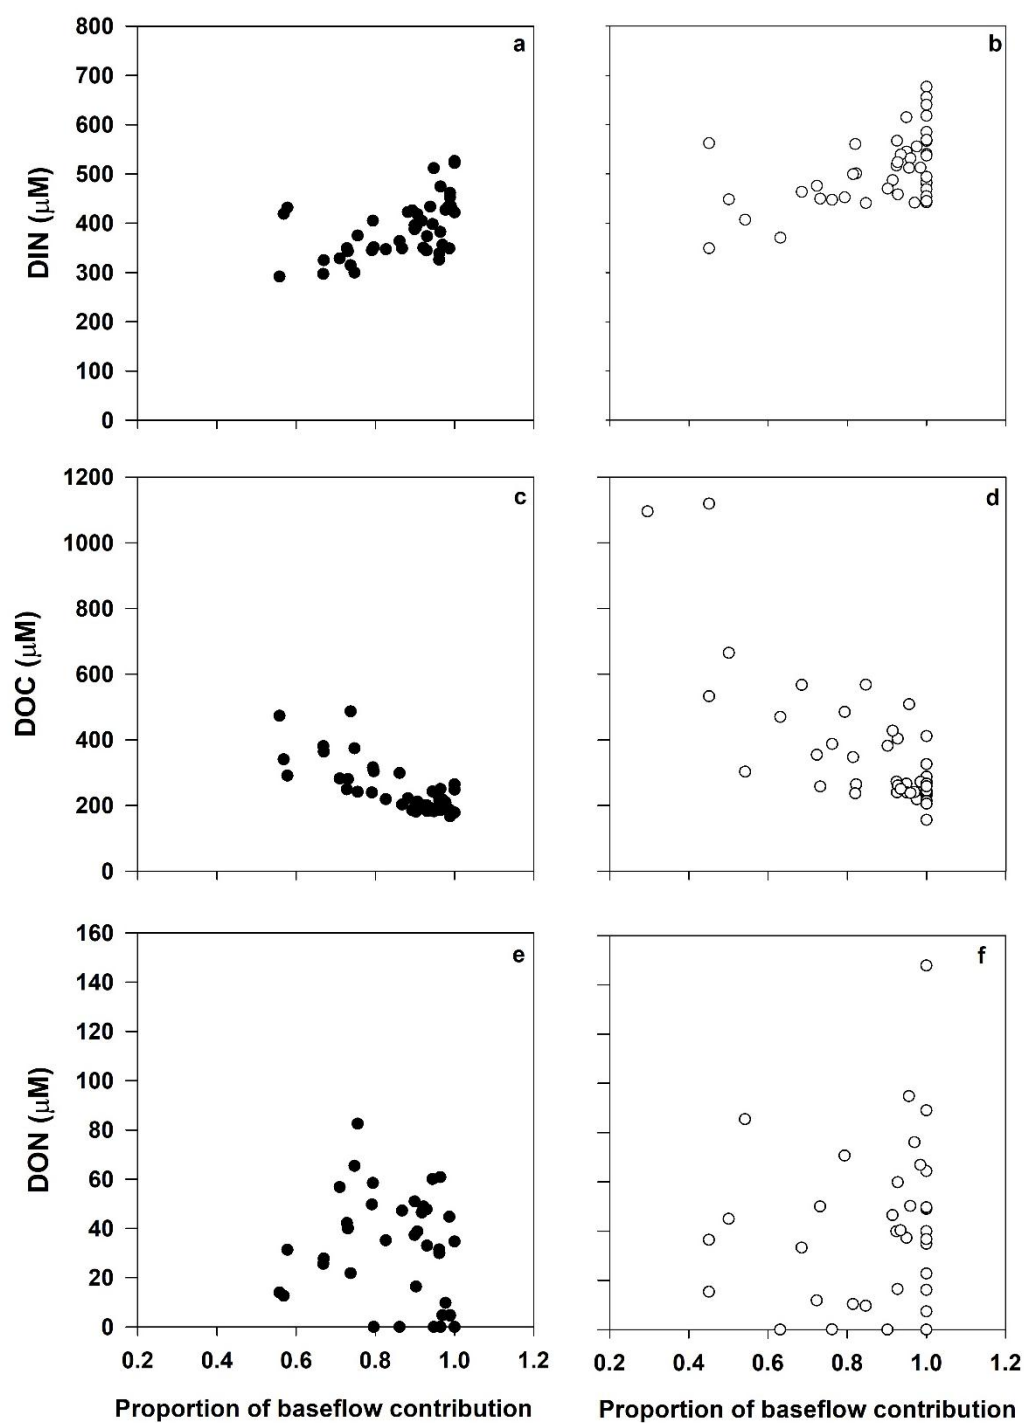 800
700
600
500
400
300
200
100
0
DIN (μM)
a
b
1200
1000
800
600
400
200
0
DOC (μM)
c
d
160
140
120
100
80
60
40
20
0
DON (μM)
e
f
0.2 0.4 0.6 0.8 1.0 1.2
0.2 0.4 0.6 0.8 1.0 1.2
Proportion of baseflow contribution
Proportion of baseflow contribution